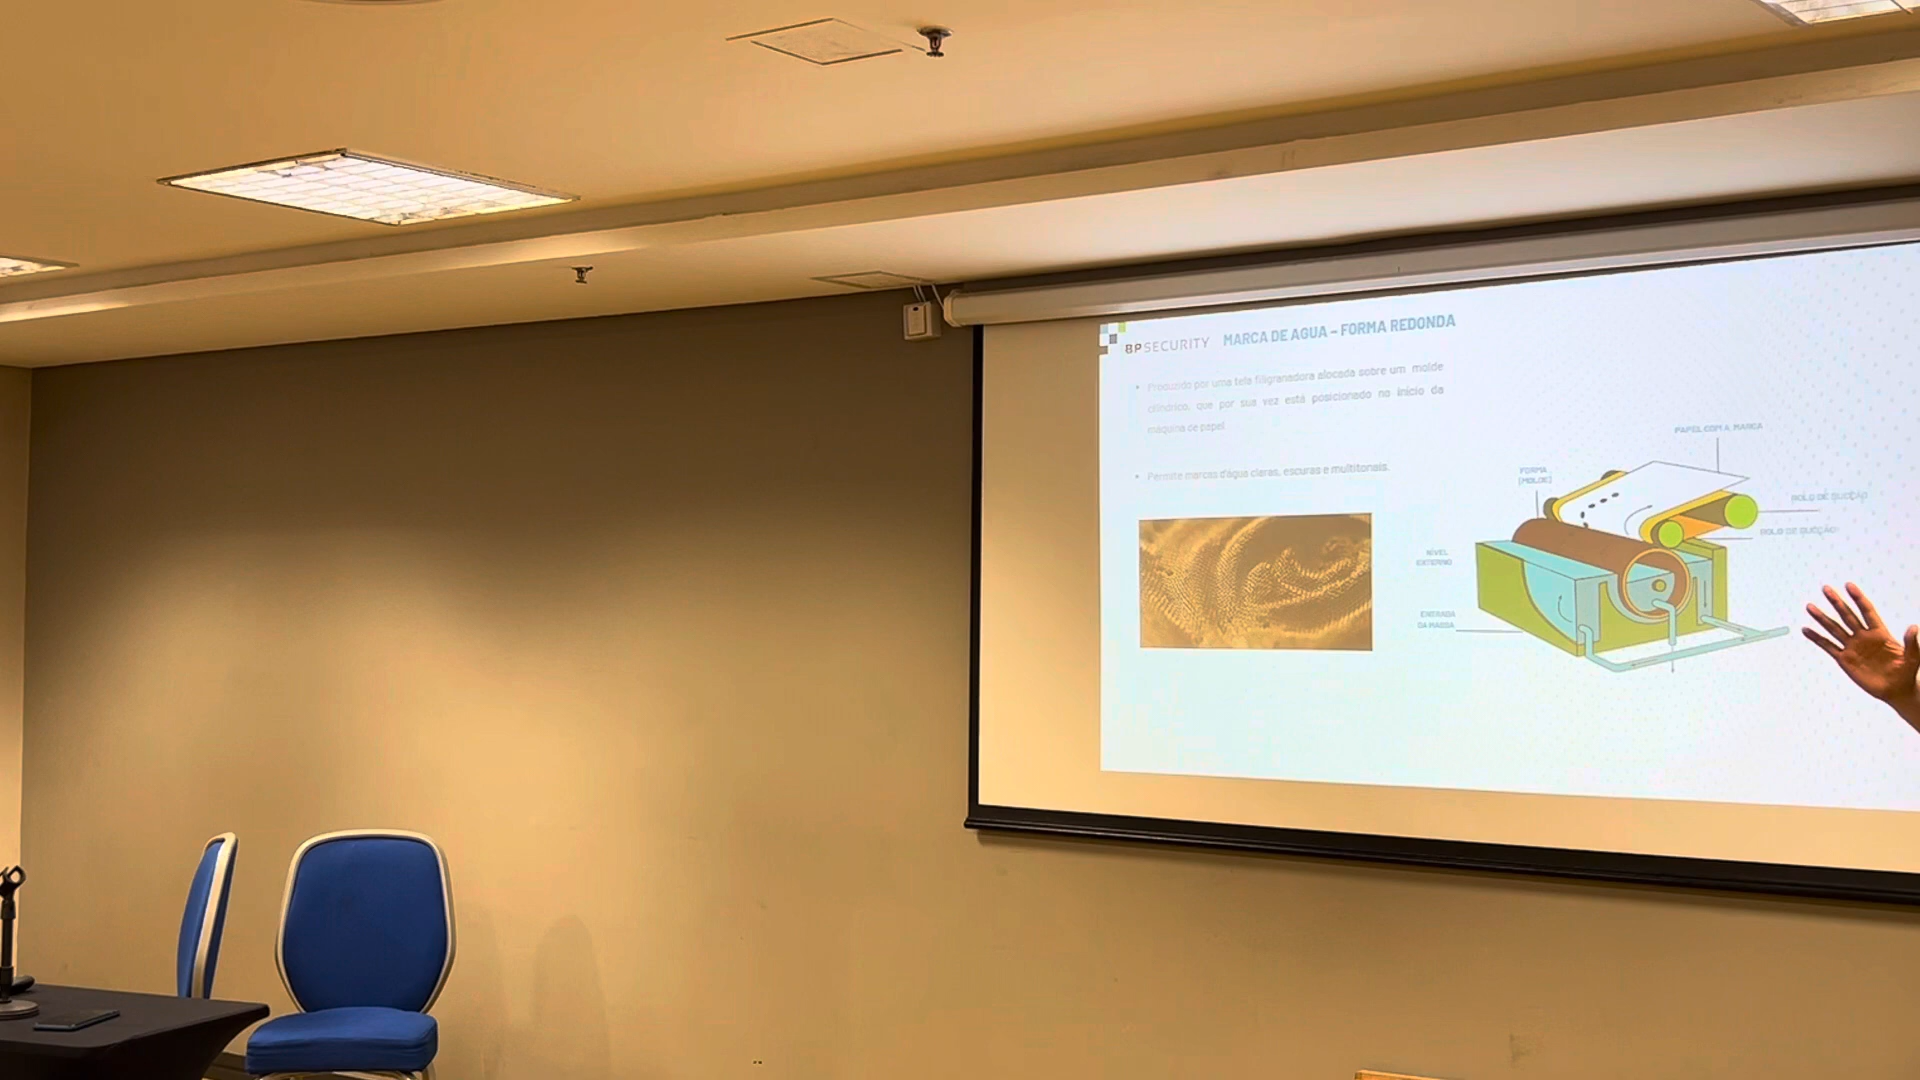 BPSECURITY MARCA DE AGUA – FORMA REDONDA
• Produzido por uma tela filigranadora alocada sobre um molde
cilíndrico, que por sua vez está posicionado no início da
máquina de papel
• Permite marcas d'água claras, escuras e multitonais.
PAPEL COM A MARCA
FORMA
(MOLDE)
ROLO DE SUCÇÃO
ROLO DE SUCÇÃO
NÍVEL
EXTERNO
ENTRADA
DA MASSA